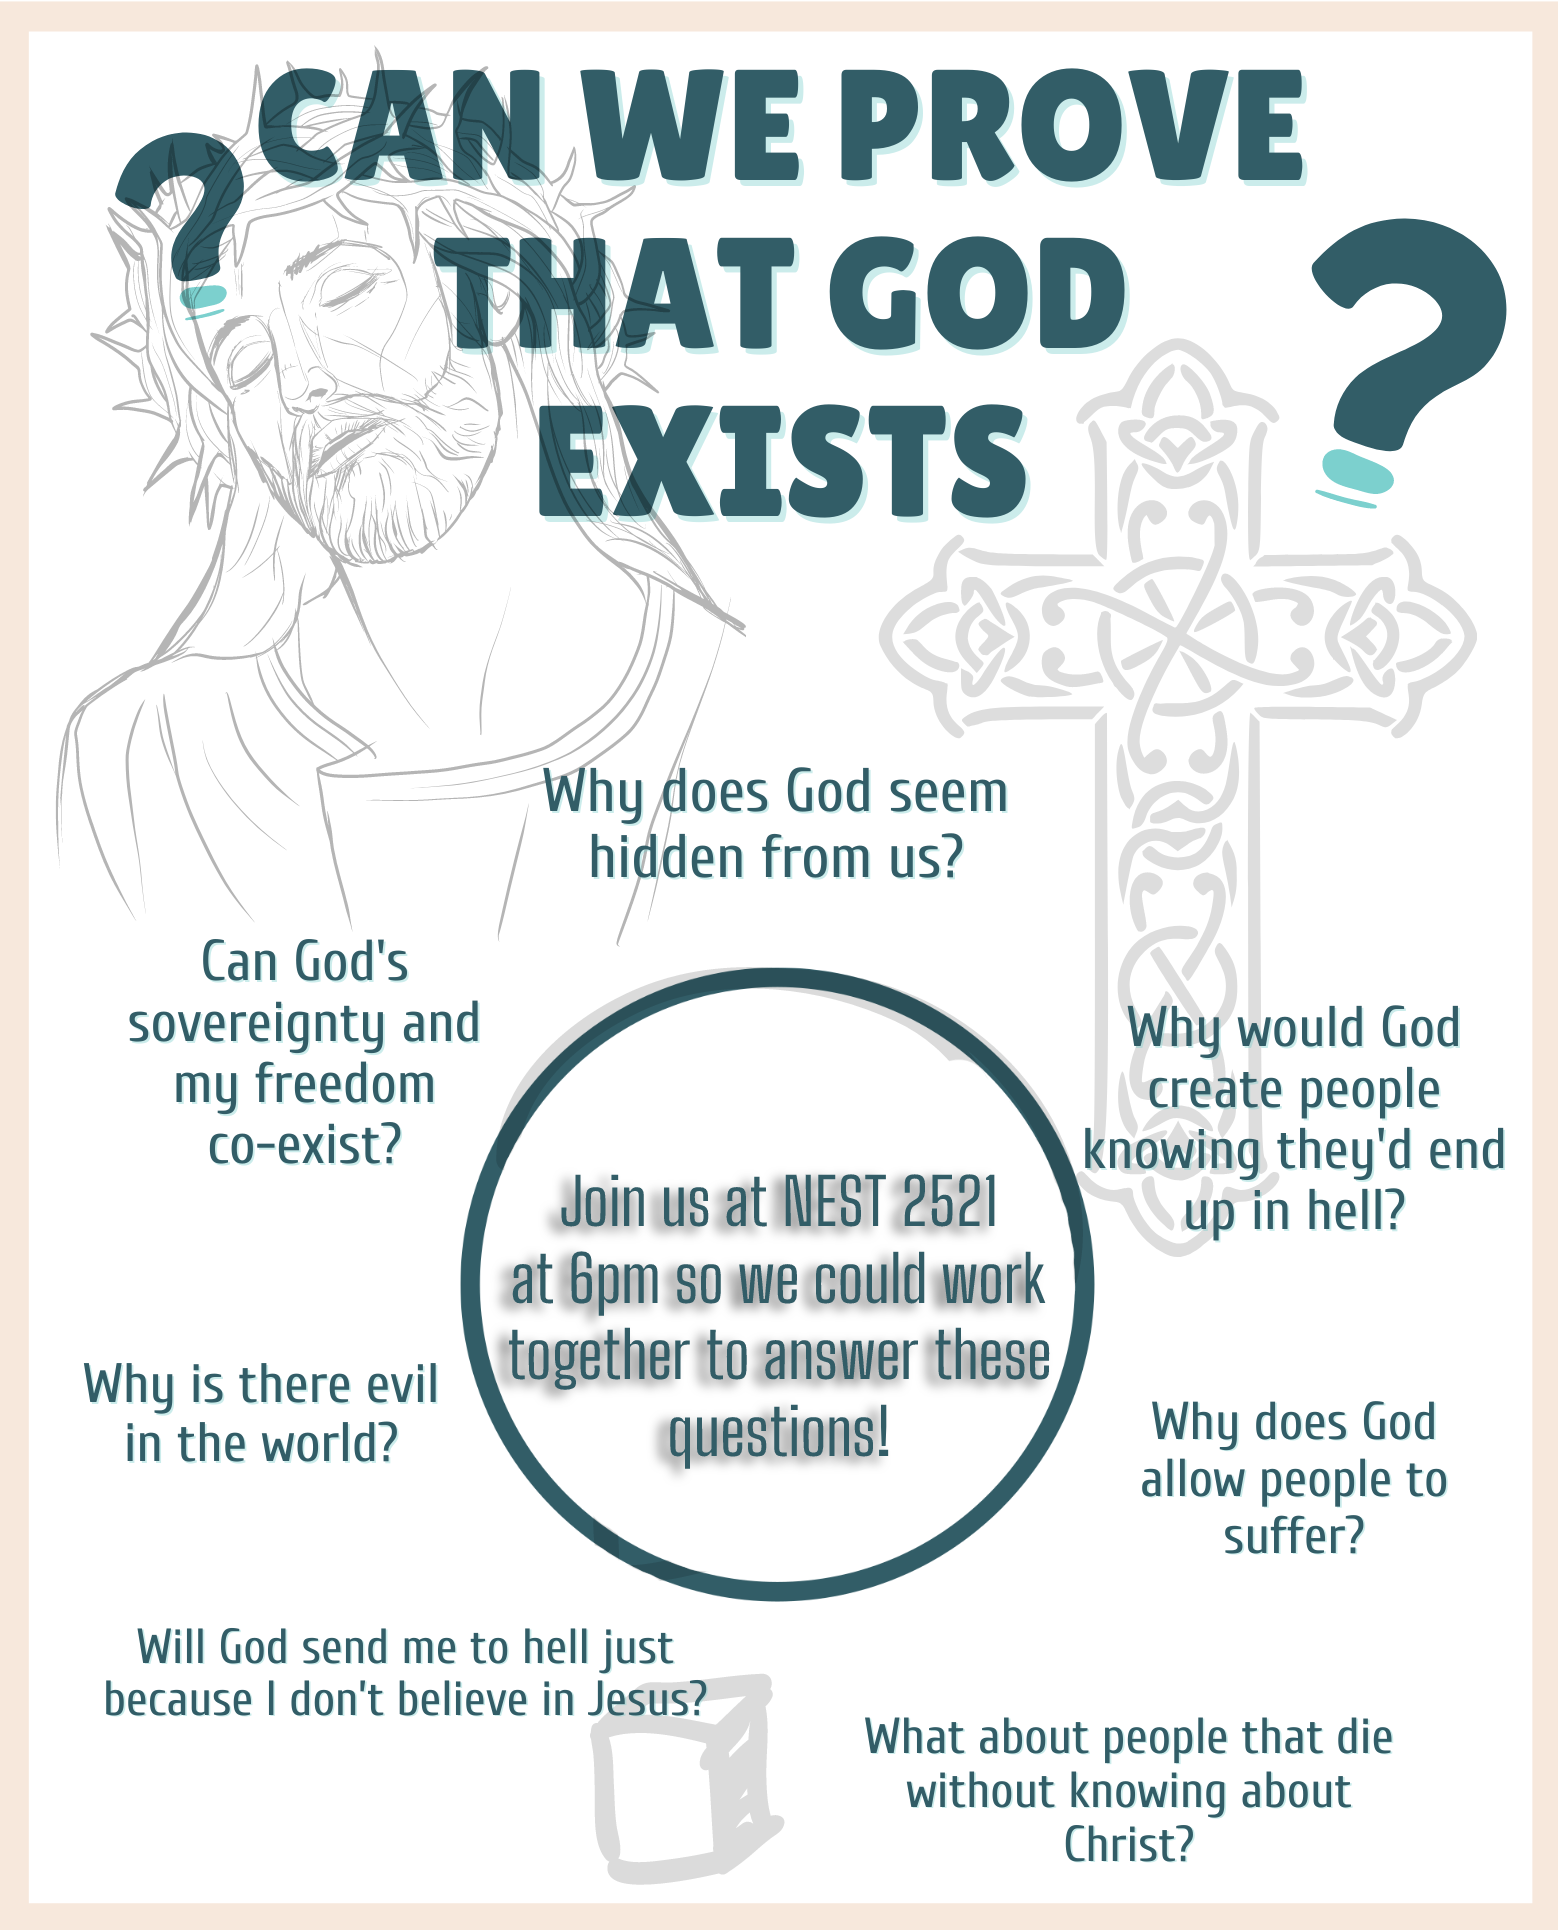 ? CAN WE PROVE
THAT GOD
EXISTS ?
Why does God seem
hidden from us?
Can God's
sovereignty and
my freedom
co-exist?
Why would God
create people
knowing they'd end
up in hell?
Join us at NEST 2521
at 6pm so we could work
together to answer these
questions!
Why is there evil
in the world?
Why does God
allow people to
suffer?
Will God send me to hell just
because I don't believe in Jesus?
What about people that die
without knowing about
Christ?